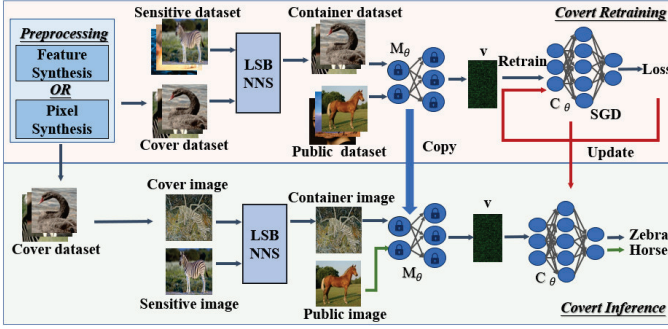 Sensitive dataset
Container dataset
Covert Retraining
Preprocessing
Feature
Synthesis
OR
Pixel
Synthesis
LSB
NNS
Mθ
v
Retrain
Loss
Cθ
SGD
Cover dataset
Public dataset
Copy
Update
Cover image
Container image
v
Cover dataset
LSB
NNS
Zebra
Horse
Mθ
Cθ
Sensitive image
Public image
Covert Inference